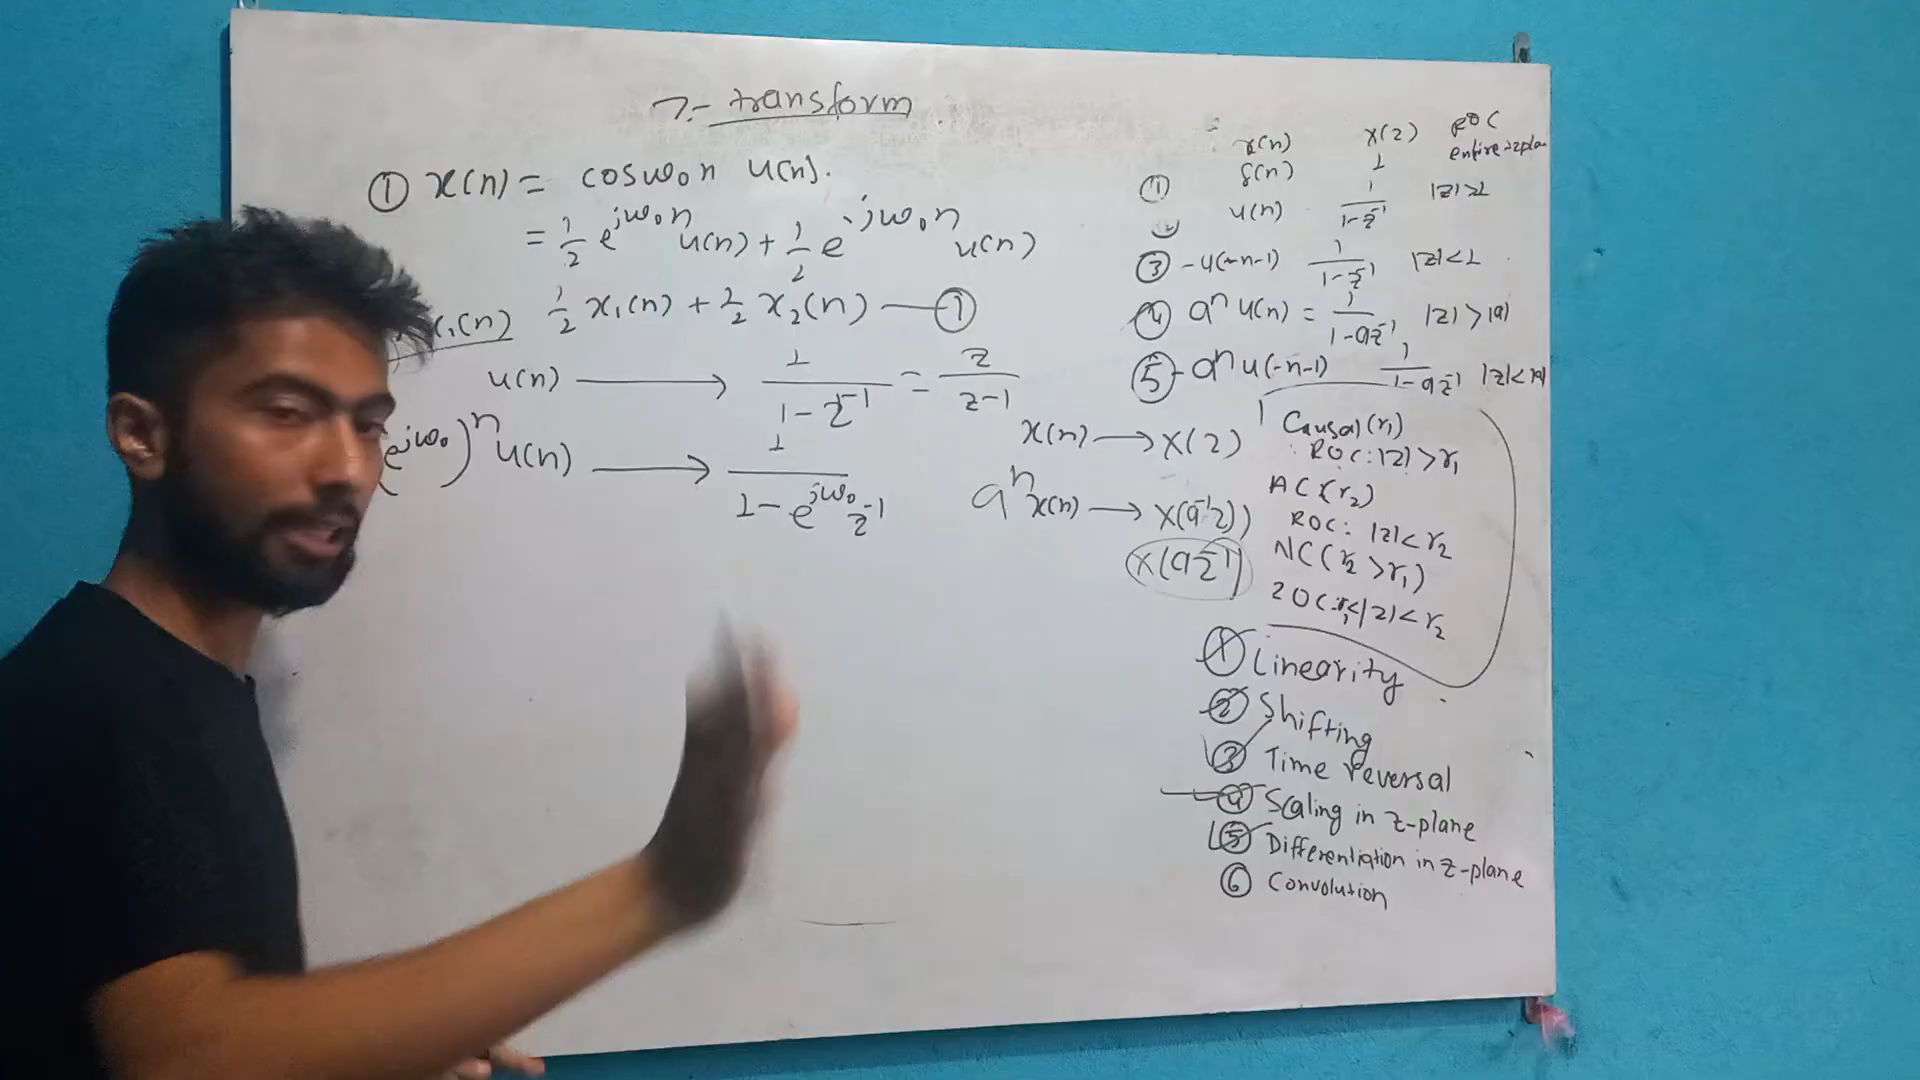 Z-transform
① x(n) = cosω₀n u(n).
= 1/2 e^{jω₀n} u(n) + 1/2 e^{-jω₀n} u(n)
x₁(n) 1/2 x₁(n) + 1/2 x₂(n) —①
u(n) → 1/(1-z⁻¹) = z/(z-1)
(e^{jω₀})ⁿ u(n) → 1/(1-e^{jω₀}z⁻¹)
x(n) → X(z)
aⁿx(n) → X(a⁻¹z))
X(az⁻¹)
x(n) X(z) ROC
① δ(n) 1 entire z plan
u(n) 1/(1-z⁻¹) |z|>1
③ -u(-n-1) 1/(1-z⁻¹) |z|<1
④ aⁿ u(n) = 1/(1-az⁻¹) |z|>|a|
⑤ -aⁿ u(-n-1) 1/(1-az⁻¹) |z|<|a|
Causal(r₁)
ROC:|z|>r₁
AC(r₂)
ROC: |z|<r₂
NC(r₂>r₁)
ROC:r₁<|z|<r₂
① Linearity
② Shifting
③ Time reversal
④ Scaling in z-plane
⑤ Differentiation in z-plane
⑥ Convolution